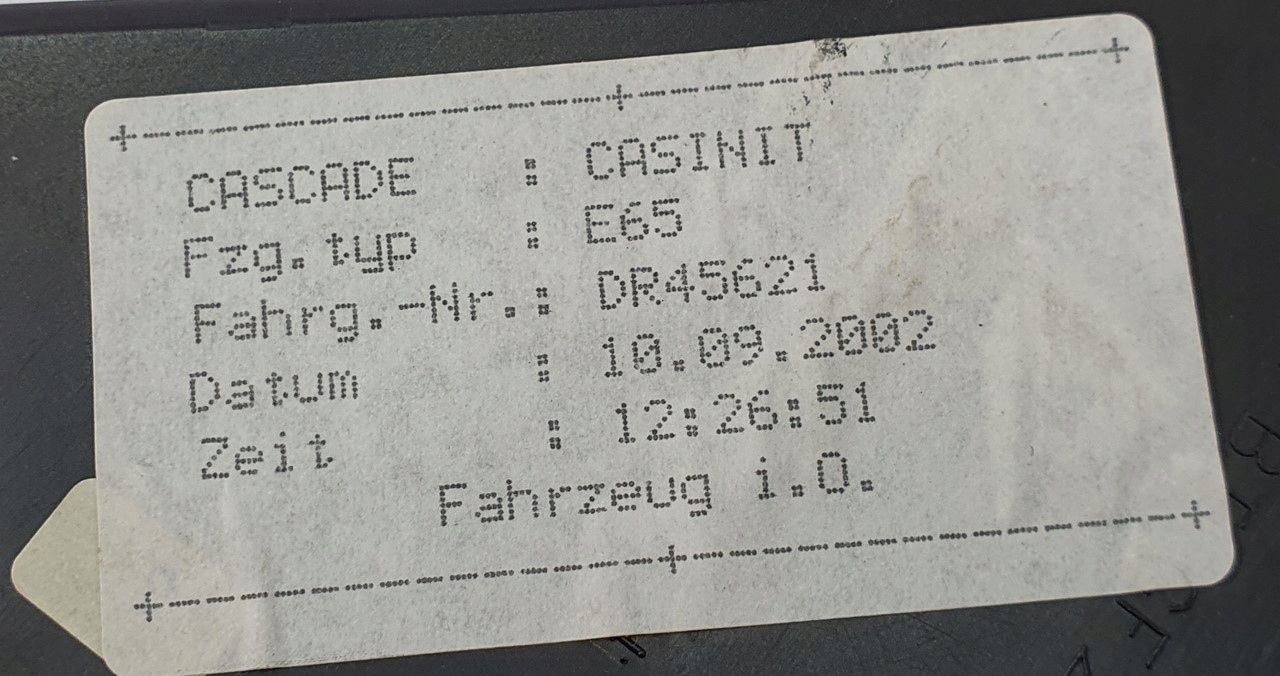 CASCADE : CASINIT
Fzg.typ : E65
Fahrg.-Nr.: DR45621
Datum : 10.09.2002
Zeit : 12:26:51
Fahrzeug i.O.